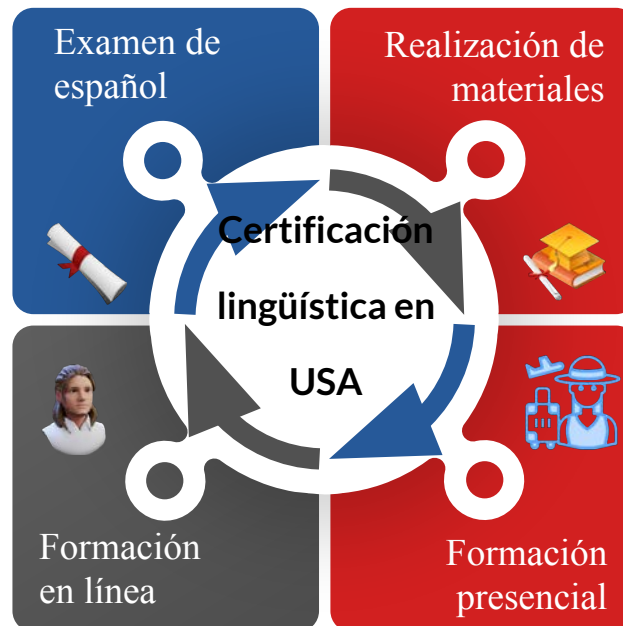 Examen de
español
Realización de
materiales
Certificación
lingüística en
USA
Formación
en línea
Formación
presencial